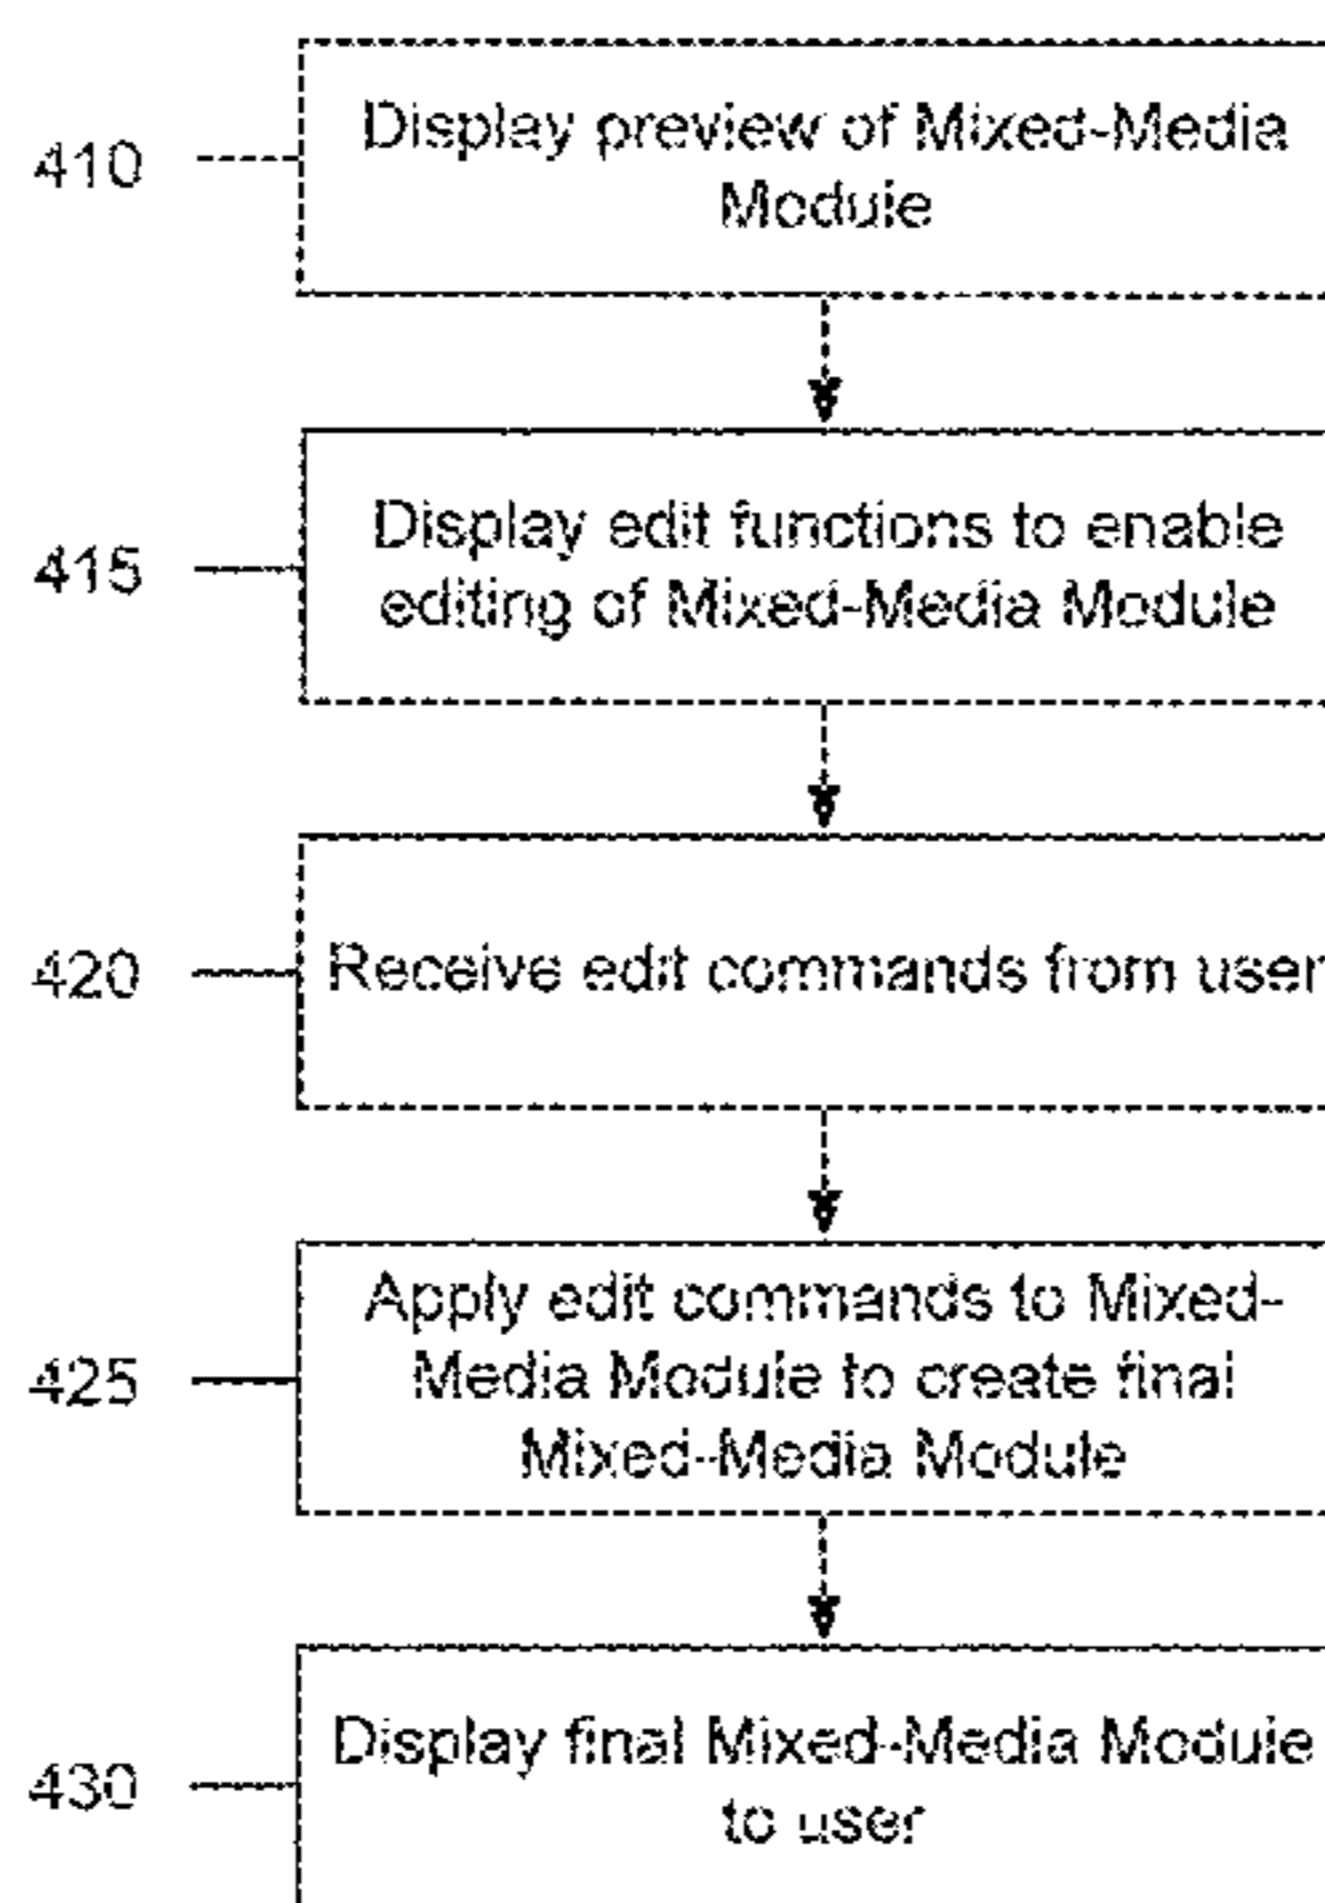 410
Display preview of Mixed-Media
Module
415
Display edit functions to enable
editing of Mixed-Media Module
420
Receive edit commands from user
425
Apply edit commands to Mixed-
Media Module to create final
Mixed-Media Module
430
Display final Mixed-Media Module
to user